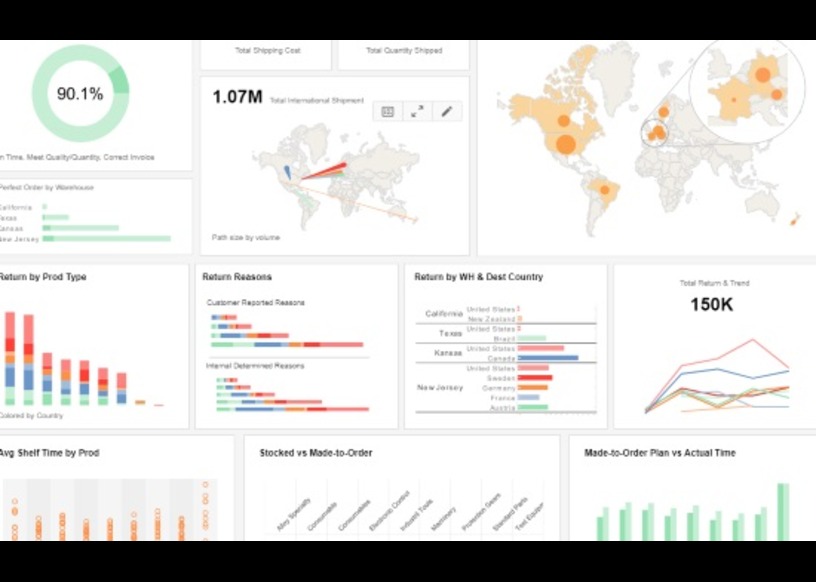 Total Shipping Cost
Total Quantity Shipped
90.1%
n Time, Meet Quality/Quantity, Correct Invoice
1.07M Total International Shipment
Path size by volume
Perfect Order by Warehouse
California
Texas
Kansas
New Jersey
Return by Prod Type
Colored by Country
Return Reasons
Customer Reported Reasons
Internal Determined Reasons
Return by WH & Dest Country
California
United States
New Zealand
Texas
United States
Brazil
Kansas
United States
Canada
New Jersey
United States
Sweden
Germany
France
Austria
Total Return & Trend
150K
Avg Shelf Time by Prod
Stocked vs Made-to-Order
Alloy Specialty
Consumable
Consumables
Electronic Control
Industril Tools
Machinery
Protection Gears
Standard Parts
Test Equipm
Made-to-Order Plan vs Actual Time